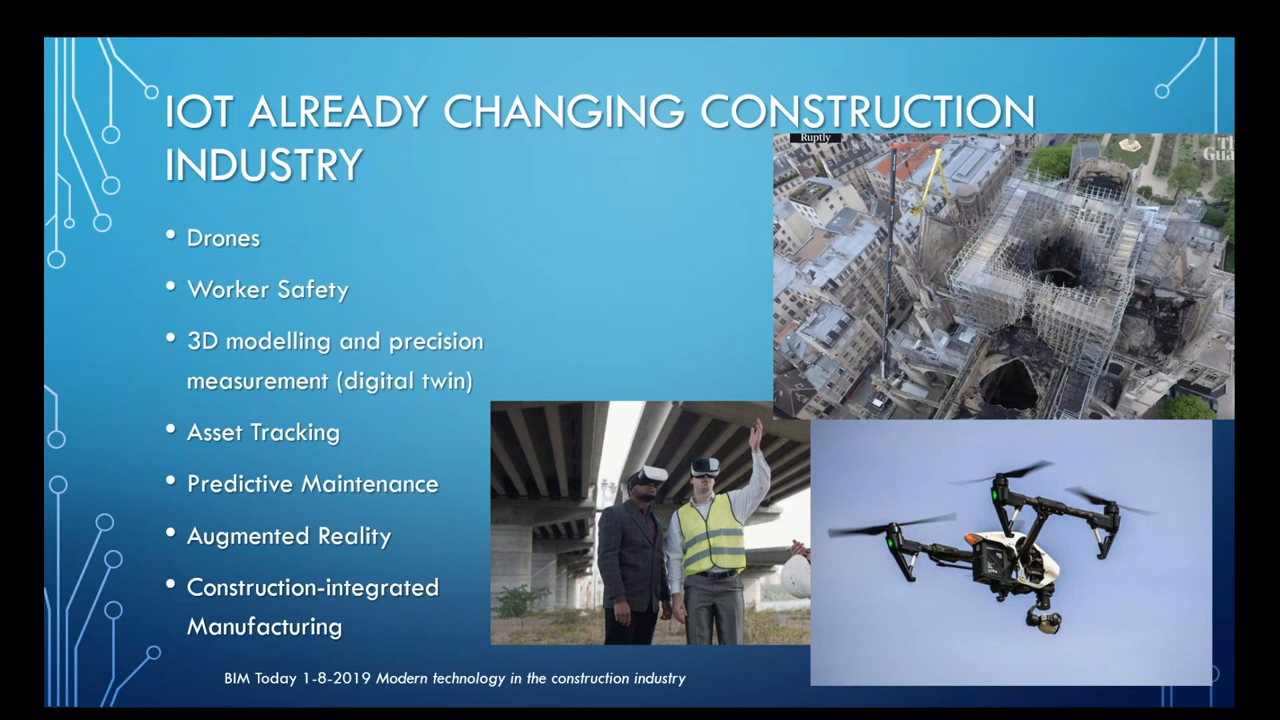 IOT ALREADY CHANGING CONSTRUCTION
INDUSTRY
Ruptly
• Drones
• Worker Safety
• 3D modelling and precision
measurement (digital twin)
• Asset Tracking
• Predictive Maintenance
• Augmented Reality
• Construction-integrated
Manufacturing
BIM Today 1-8-2019 Modern technology in the construction industry